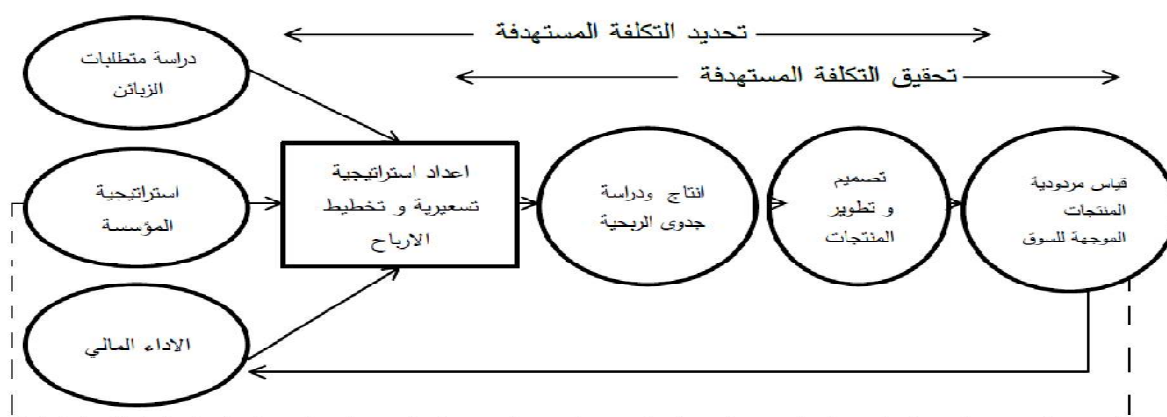 تحديد التكلفة المستهدفة
تحقيق التكلفة المستهدفة
دراسة متطلبات
الزبائن
استراتيجية
المؤسسة
الاداء المالي
اعداد استراتيجية
تسعيرية و تخطيط
الارباح
انتاج ودراسة
جدوى الربحية
تصميم
و تطوير
المنتجات
قياس مردودية
المنتجات
الموجهة للسوق